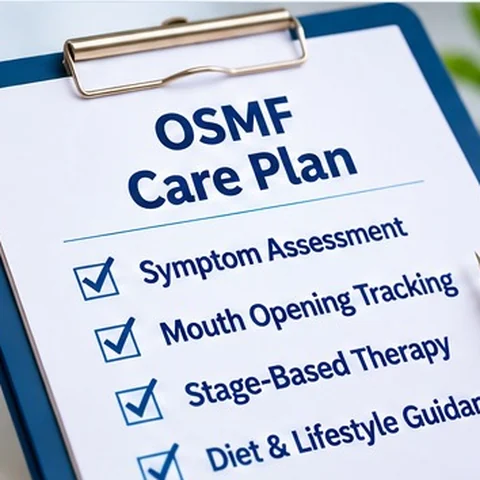 OSMF
Care Plan
Symptom Assessment
Mouth Opening Tracking
Stage-Based Therapy
Diet & Lifestyle